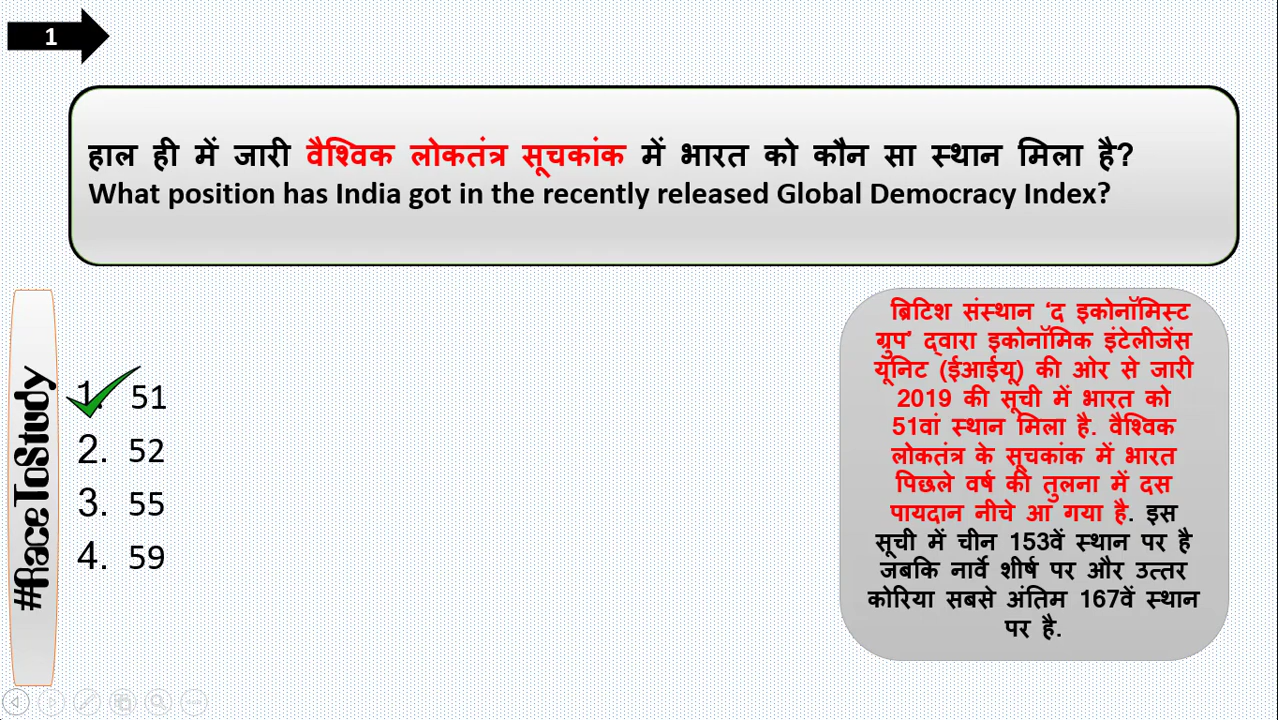 1
हाल ही में जारी वैश्विक लोकतंत्र सूचकांक में भारत को कौन सा स्थान मिला है?
What position has India got in the recently released Global Democracy Index?
#RaceToStudy
1. 51
2. 52
3. 55
4. 59
ब्रिटिश संस्थान ‘द इकोनॉमिस्ट
ग्रुप’ द्वारा इकोनॉमिक इंटेलीजेंस
यूनिट (ईआईयू) की ओर से जारी
2019 की सूची में भारत को
51वां स्थान मिला है. वैश्विक
लोकतंत्र के सूचकांक में भारत
पिछले वर्ष की तुलना में दस
पायदान नीचे आ गया है. इस
सूची में चीन 153वें स्थान पर है
जबकि नार्वे शीर्ष पर और उत्तर
कोरिया सबसे अंतिम 167वें स्थान
पर है.